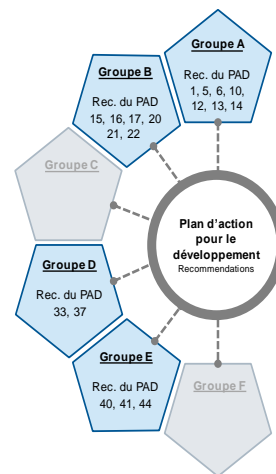 Groupe A
Rec. du PAD
1, 5, 6, 10,
12, 13, 14
Groupe B
Rec. du PAD
15, 16, 17, 20
21, 22
Groupe C
Groupe D
Rec. du PAD
33, 37
Groupe E
Rec. du PAD
40, 41, 44
Groupe F
Plan d'action
pour le
développement
Recommendations